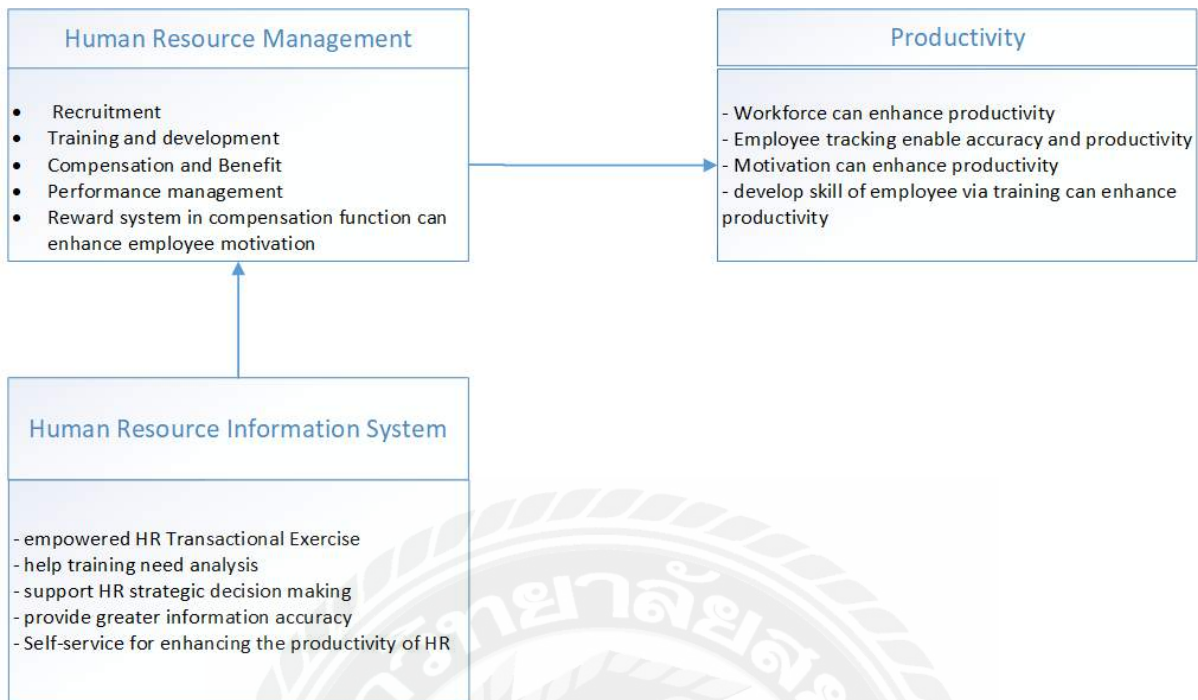 Human Resource Management
• Recruitment
• Training and development
• Compensation and Benefit
• Performance management
• Reward system in compensation function can
enhance employee motivation
Productivity
- Workforce can enhance productivity
- Employee tracking enable accuracy and productivity
- Motivation can enhance productivity
- develop skill of employee via training can enhance
productivity
Human Resource Information System
- empowered HR Transactional Exercise
- help training need analysis
- support HR strategic decision making
- provide greater information accuracy
- Self-service for enhancing the productivity of HR